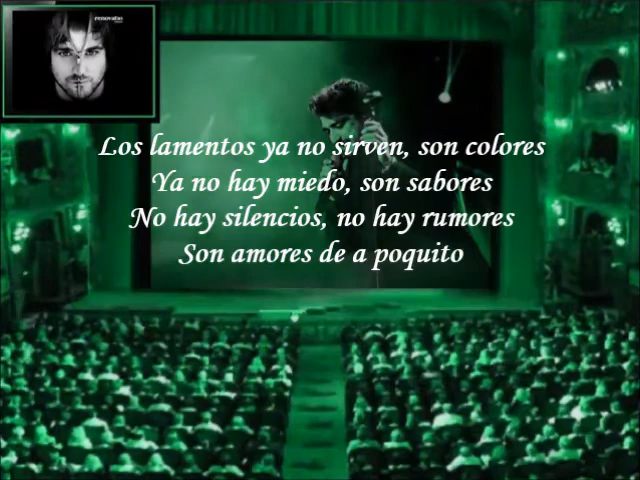 renovatio
Los lamentos ya no sirven, son colores
Ya no hay miedo, son sabores
No hay silencios, no hay rumores
Son amores de a poquito